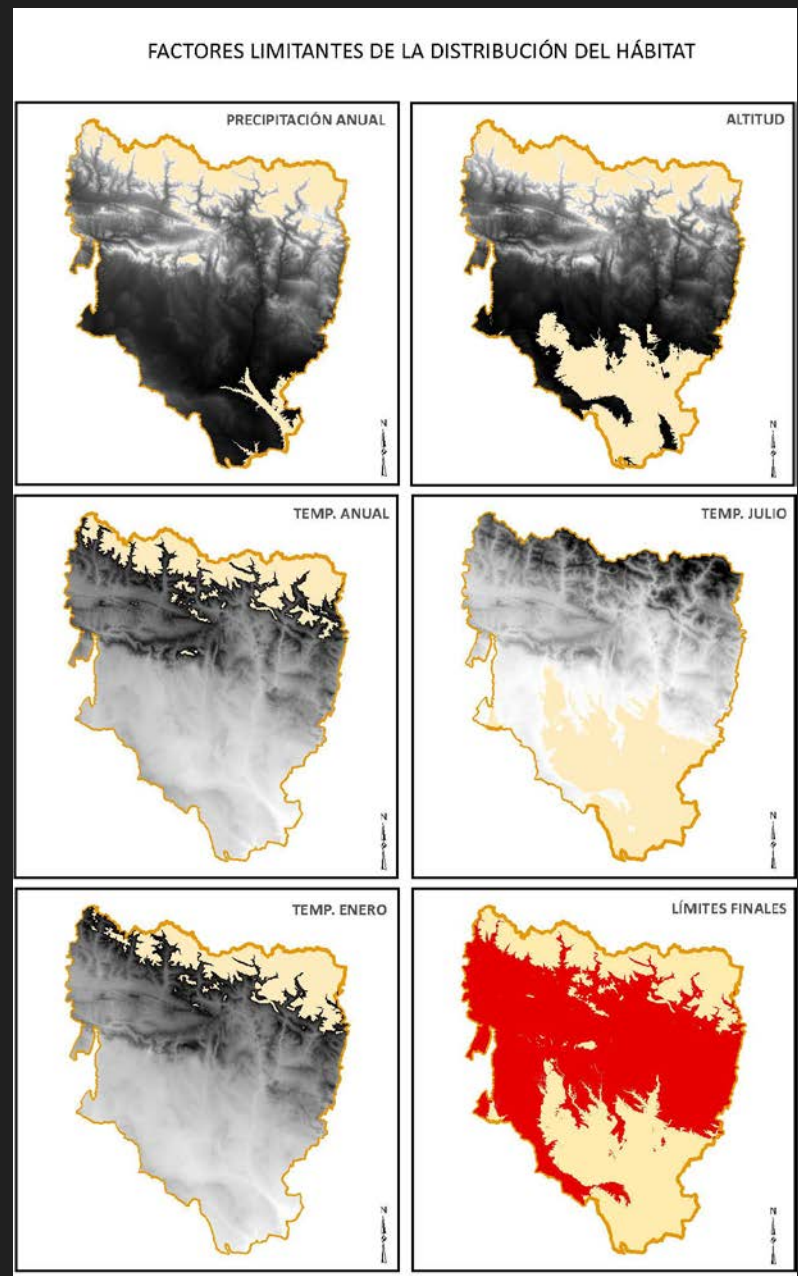 FACTORES LIMITANTES DE LA DISTRIBUCIÓN DEL HÁBITAT
PRECIPITACIÓN ANUAL
ALTITUD
N
N
TEMP. ANUAL
TEMP. JULIO
N
N
TEMP. ENERO
LÍMITES FINALES
N
N